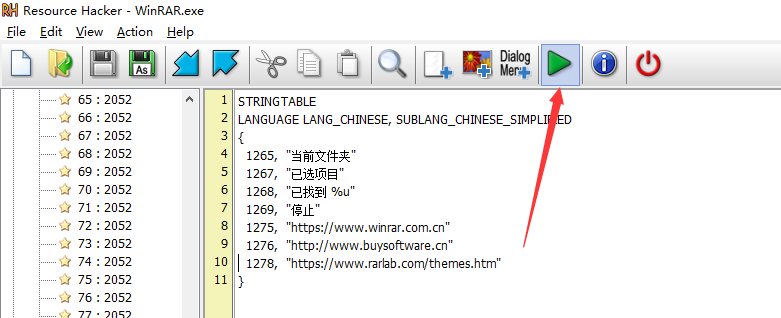 Resource Hacker - WinRAR.exe
File Edit View Action Help
As
Dialog
Menu
65 : 2052
66 : 2052
67 : 2052
68 : 2052
69 : 2052
70 : 2052
71 : 2052
72 : 2052
73 : 2052
74 : 2052
75 : 2052
76 : 2052
77 : 2052
1 STRINGTABLE
2 LANGUAGE LANG_CHINESE, SUBLANG_CHINESE_SIMPLIFIED
3 {
4 1265, "当前文件夹"
5 1267, "已选项目"
6 1268, "已找到 %u"
7 1269, "停止"
8 1275, "https://www.winrar.com.cn"
9 1276, "http://www.buysoftware.cn"
10 1278, "https://www.rarlab.com/themes.htm"
11 }